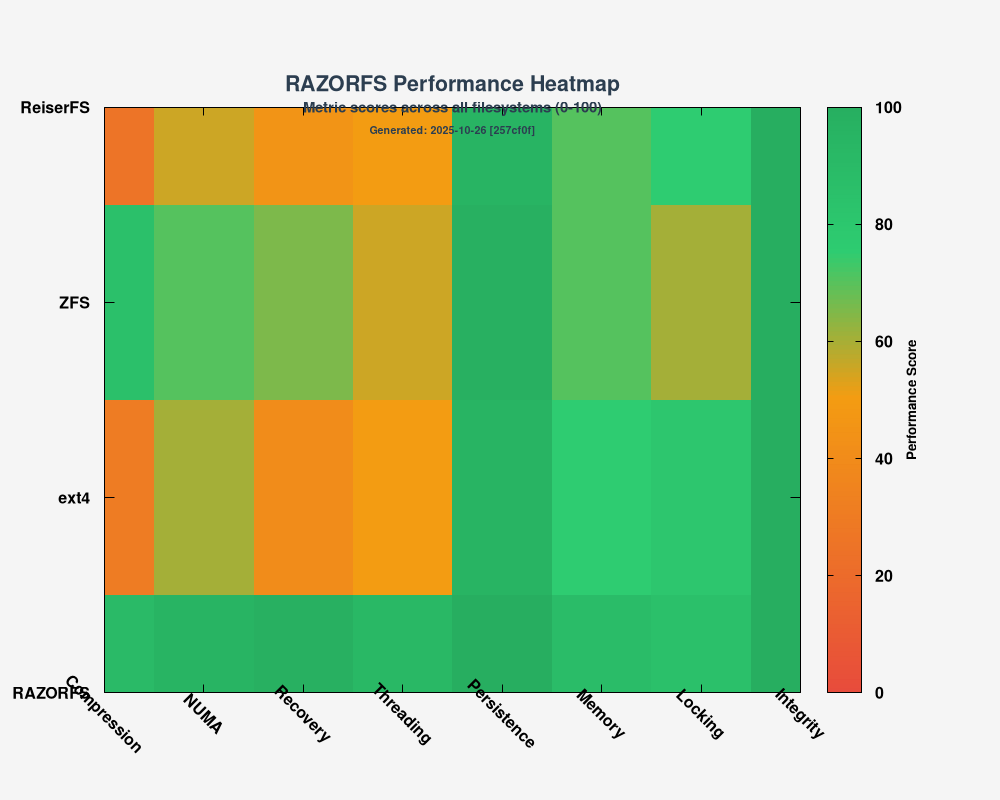 RAZORFS Performance Heatmap
Metric scores across all filesystems (0-100)
Generated: 2025-10-26 [257cf0f]
ReiserFS
ZFS
ext4
RAZORFS
Compression
NUMA
Recovery
Threading
Persistence
Memory
Locking
Integrity
100
80
60
40
20
0
Performance Score